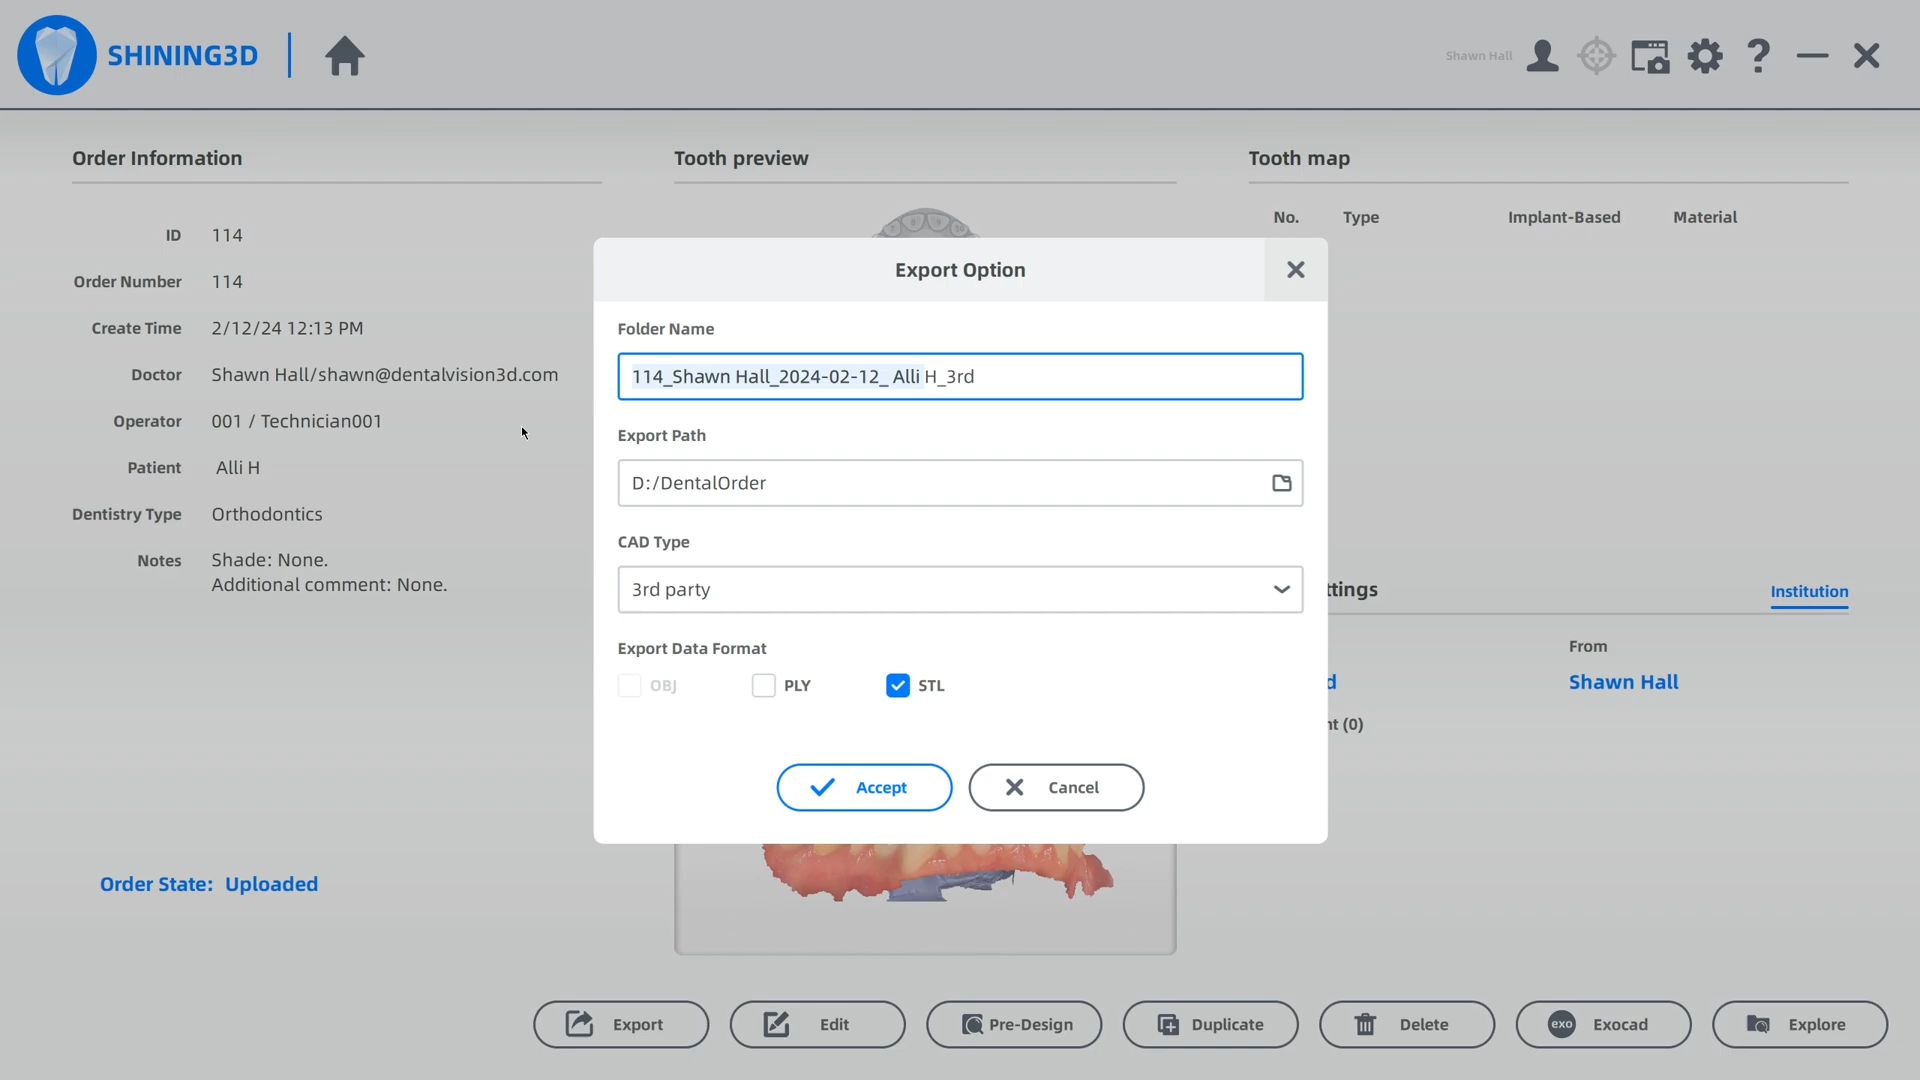 SHINING3D
Shawn Hall
Order Information
ID 114
Order Number 114
Create Time 2/12/24 12:13 PM
Doctor Shawn Hall/shawn@dentalvision3d.com
Operator 001 / Technician001
Patient Alli H
Dentistry Type Orthodontics
Notes Shade: None.
Additional comment: None.
Order State: Uploaded
Tooth preview
Tooth map
No. Type Implant-Based Material
Export Option
Folder Name
114_Shawn Hall_2024-02-12_ Alli H_3rd
Export Path
D:/DentalOrder
CAD Type
3rd party
Export Data Format
OBJ PLY STL
Accept Cancel
ttings Institution
From
d Shawn Hall
nt (0)
Export Edit Pre-Design Duplicate Delete exo Exocad Explore